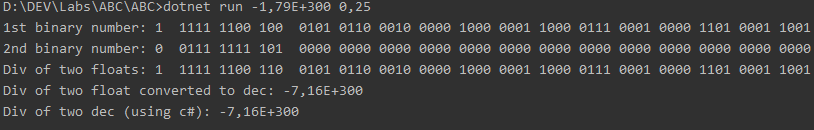 D:\DEV\Labs\ABC\ABC>dotnet run -1,79E+300 0,25
1st binary number: 1 1111 1100 100 0101 0110 0010 0000 1000 0001 1000 0111 0001 0000 1101 0001 1001
2nd binary number: 0 0111 1111 101 0000 0000 0000 0000 0000 0000 0000 0000 0000 0000 0000 0000 0000
Div of two floats: 1 1111 1100 110 0101 0110 0010 0000 1000 0001 1000 0111 0001 0000 1101 0001 1001
Div of two float converted to dec: -7,16E+300
Div of two dec (using c#): -7,16E+300